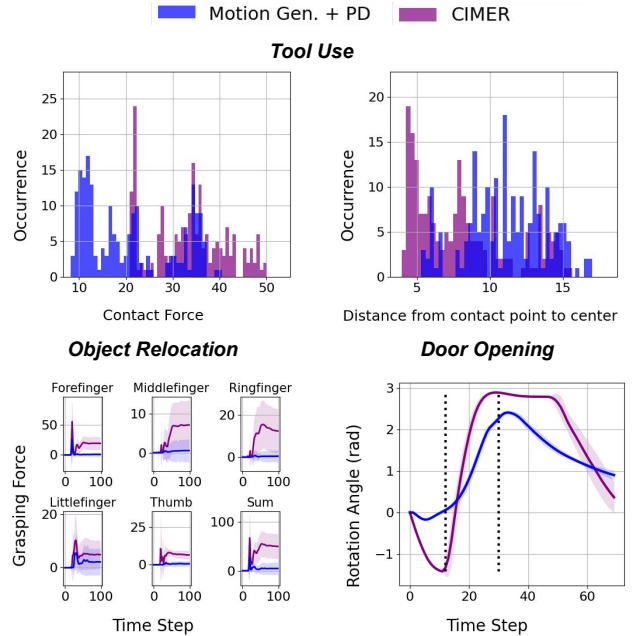 Motion Gen. + PD CIMER
Tool Use
Occurrence
25
20
15
10
5
0
10 20 30 40 50
Contact Force
Occurrence
20
15
10
5
0
5 10 15
Distance from contact point to center
Object Relocation
Grasping Force
Forefinger Middlefinger Ringfinger
50
0
0 100
10
0
0 100
20
0
0 100
Littlefinger Thumb Sum
20
0
0 100
25
0
0 100
100
0
0 100
Time Step
Door Opening
Rotation Angle (rad)
3
2
1
0
−1
0 20 40 60
Time Step